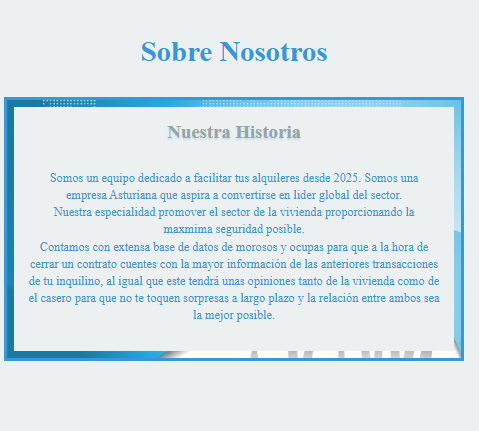 Sobre Nosotros
Nuestra Historia
Somos un equipo dedicado a facilitar tus alquileres desde 2025. Somos una
empresa Asturiana que aspira a convertirse en lider global del sector.
Nuestra especialidad promover el sector de la vivienda proporcionando la
maxmima seguridad posible.
Contamos con extensa base de datos de morosos y ocupas para que a la hora de
cerrar un contrato cuentes con la mayor información de las anteriores transacciones
de tu inquilino, al igual que este tendrá unas opiniones tanto de la vivienda como de
el casero para que no te toquen sorpresas a largo plazo y la relación entre ambos sea
la mejor posible.